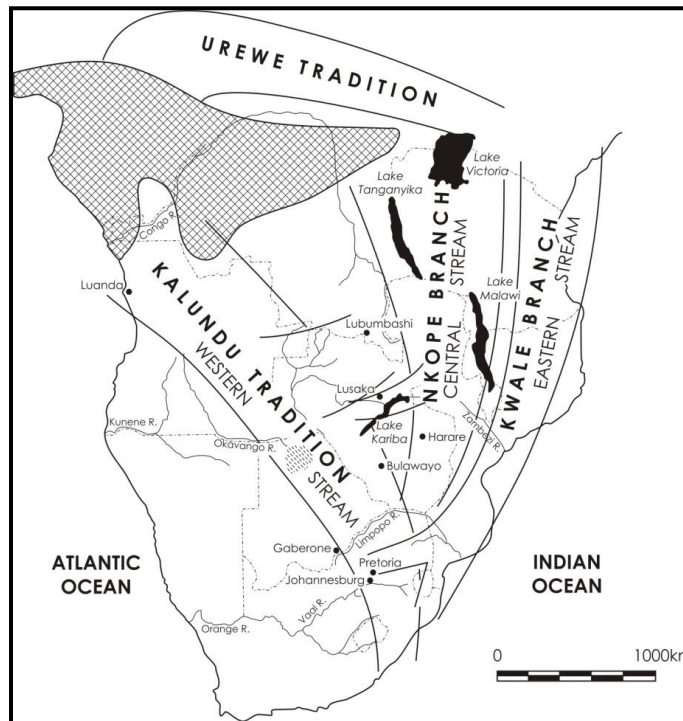 UREWE TRADITION
Lake
Victoria
Lake
Tanganyika
Congo R.
Luanda
KALUNDU TRADITION
WESTERN STREAM
NKOPE BRANCH
CENTRAL STREAM
Lake
Malawi
KWALE BRANCH
EASTERN STREAM
Lubumbashi
Lusaka
Lake
Kariba
Zambezi R.
Harare
Kunene R.
Okavango R.
Bulawayo
Limpopo R.
Gaberone
Pretoria
Johannesburg
ATLANTIC
OCEAN
INDIAN
OCEAN
Vaal R.
Orange R.
0 1000km